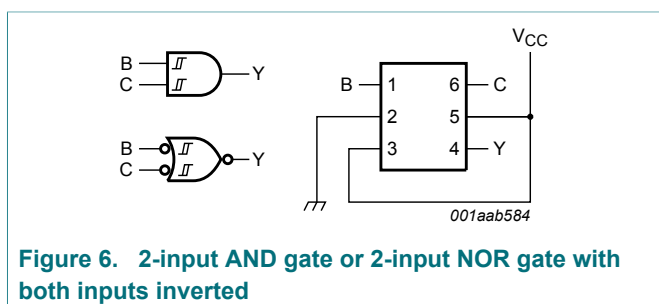 V_CC
B
C
Y
B 1 6 C
2 5
3 4 Y
B
C
Y
001aab584
Figure 6. 2-input AND gate or 2-input NOR gate with
both inputs inverted